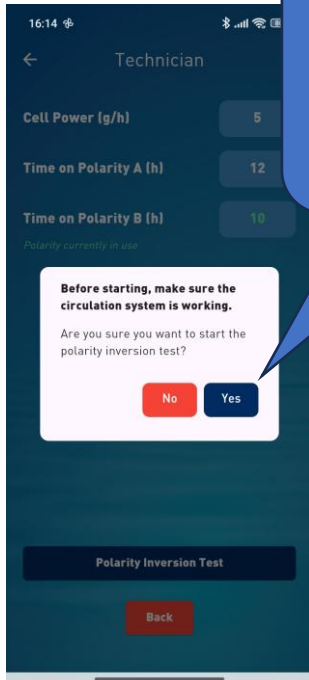 16:14
Technician
Cell Power (g/h)
5
Time on Polarity A (h)
12
Time on Polarity B (h)
10
Polarity currently in use
Before starting, make sure the
circulation system is working.
Are you sure you want to start the
polarity inversion test?
No
Yes
Polarity Inversion Test
Back